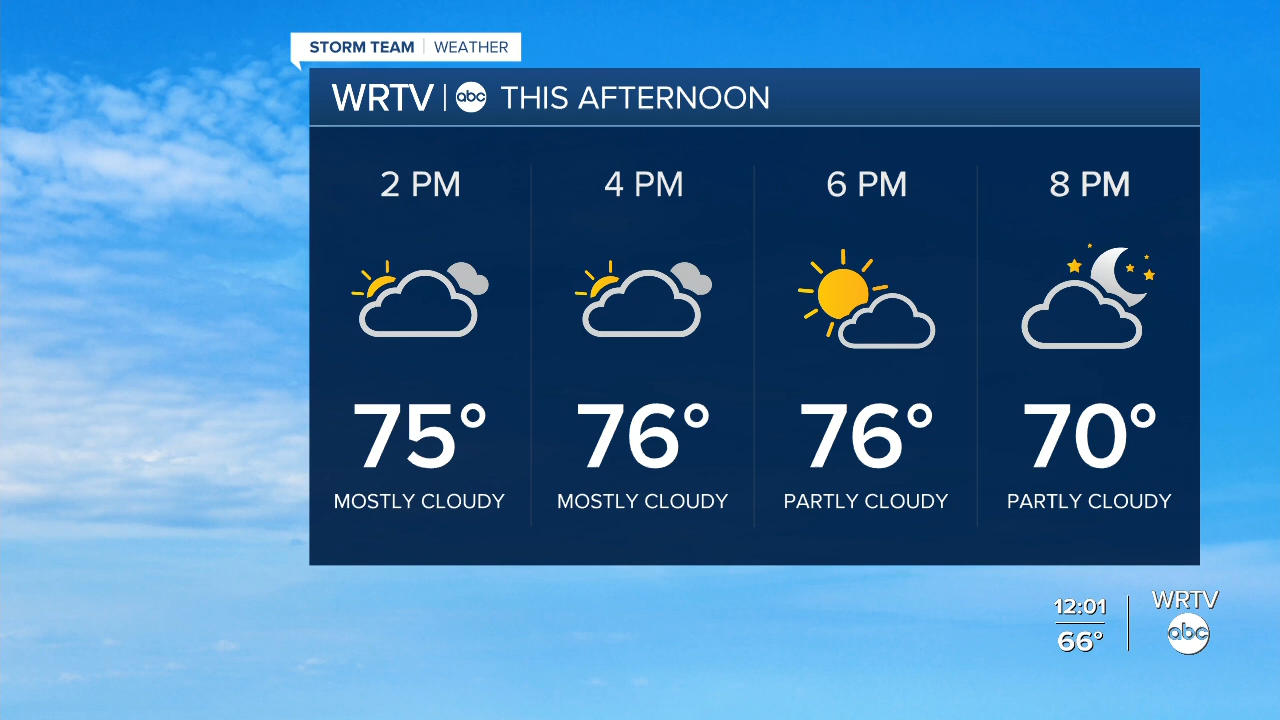 STORM TEAM | WEATHER
WRTV | abc THIS AFTERNOON
2 PM
75°
MOSTLY CLOUDY
4 PM
76°
MOSTLY CLOUDY
6 PM
76°
PARTLY CLOUDY
8 PM
70°
PARTLY CLOUDY
12:01
66°
WRTV
abc